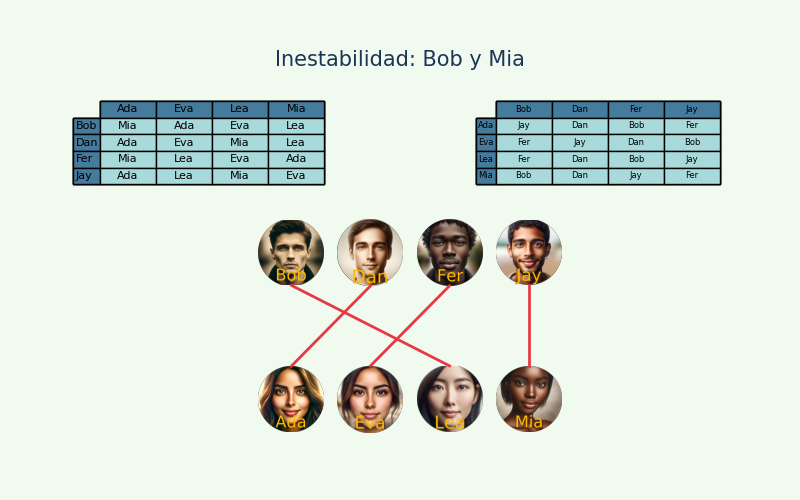 Inestabilidad: Bob y Mia
Ada Eva Lea Mia
Bob Mia Ada Eva Lea
Dan Ada Eva Mia Lea
Fer Mia Lea Eva Ada
Jay Ada Lea Mia Eva
Bob Dan Fer Jay
Ada Jay Dan Bob Fer
Eva Fer Jay Dan Bob
Lea Fer Dan Bob Jay
Mia Bob Dan Jay Fer
Bob Dan Fer Jay
Ada Eva Lea Mia